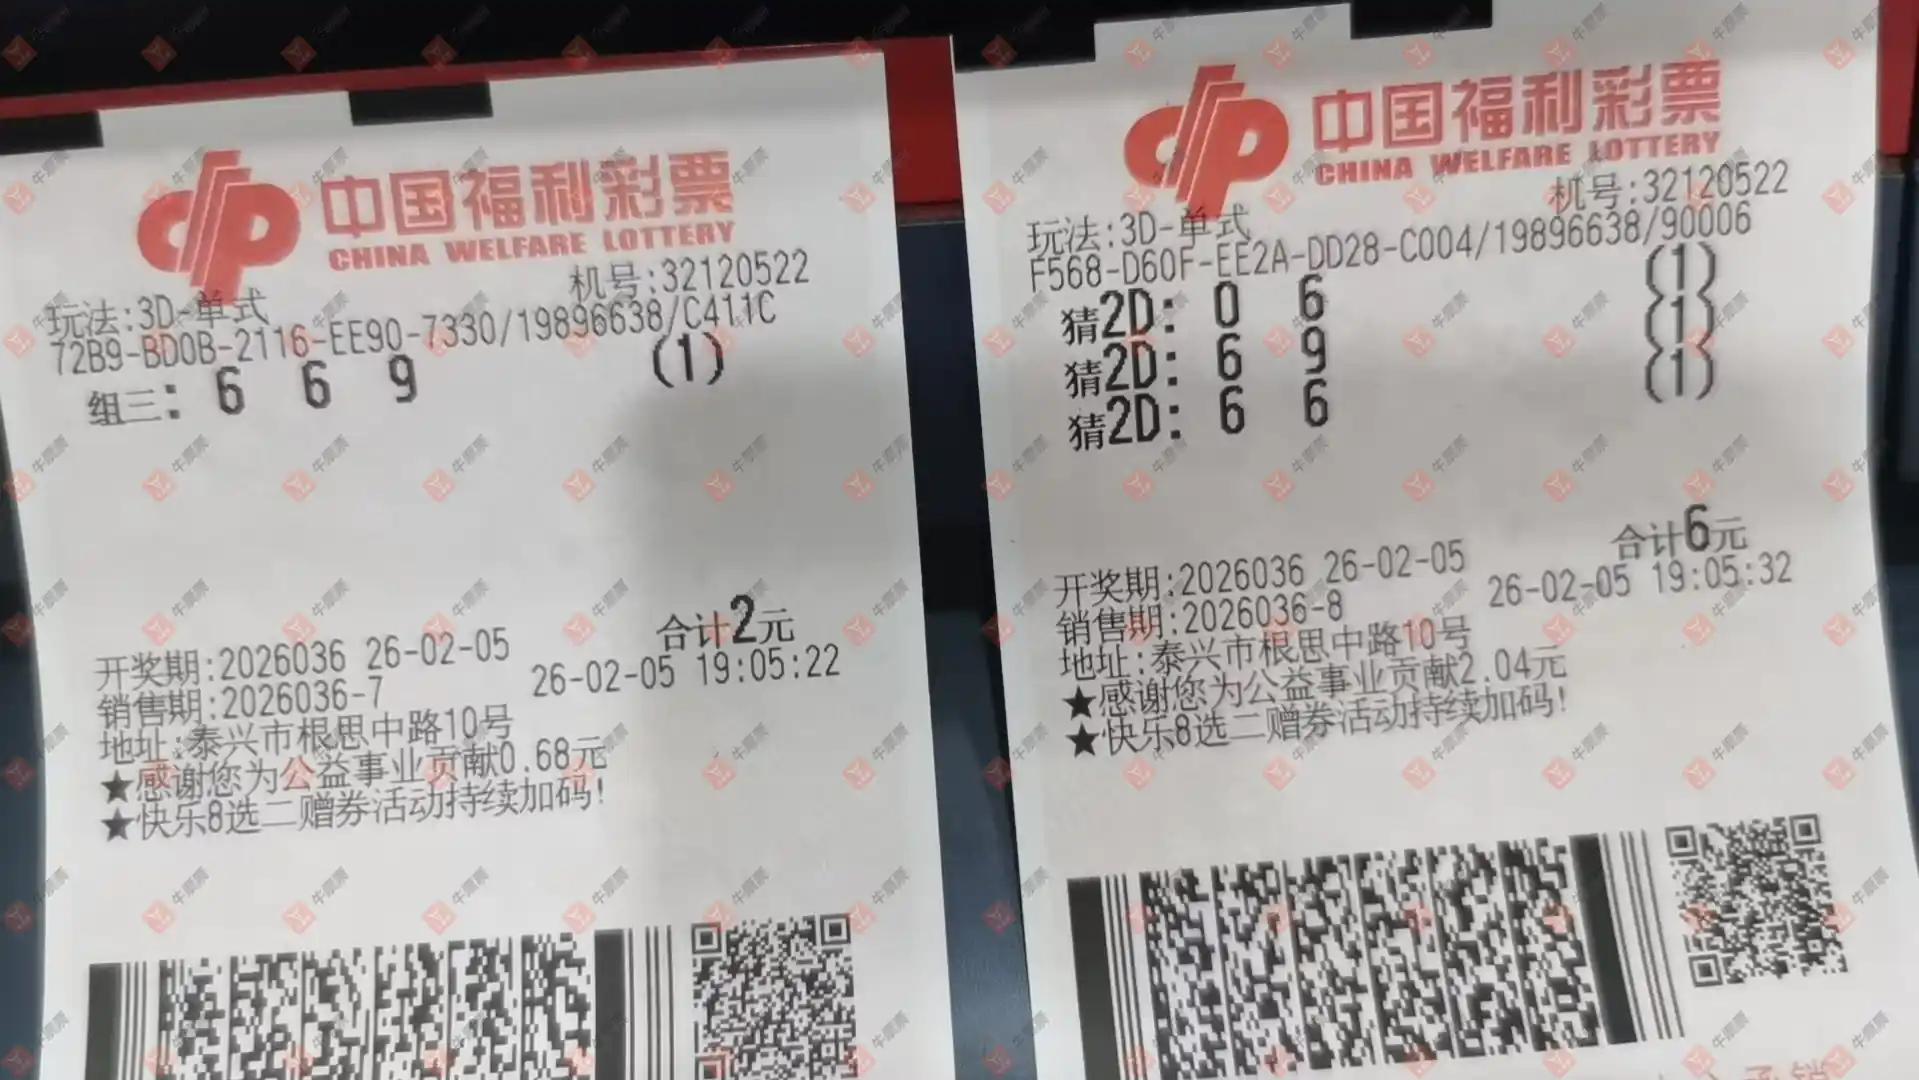 中国福利彩票
CHINA WELFARE LOTTERY
机号:32120522
玩法:3D-单式
72B9-BD0B-2116-EE90-7330/19896638/C411C
组三: 6 6 9 (1)
合计2元
开奖期:2026036 26-02-05
26-02-05 19:05:22
销售期:2026036-7
地址:泰兴市根思中路10号
★感谢您为公益事业贡献0.68元
★快乐8选二赠券活动持续加码!
中国福利彩票
CHINA WELFARE LOTTERY
机号:32120522
玩法:3D-单式
F568-D60F-EE2A-DD28-C004/19896638/90006
猜2D: 0 6 (1)
猜2D: 6 9 (1)
猜2D: 6 6 (1)
合计6元
开奖期:2026036 26-02-05
26-02-05 19:05:32
销售期:2026036-8
地址:泰兴市根思中路10号
★感谢您为公益事业贡献2.04元
★快乐8选二赠券活动持续加码!